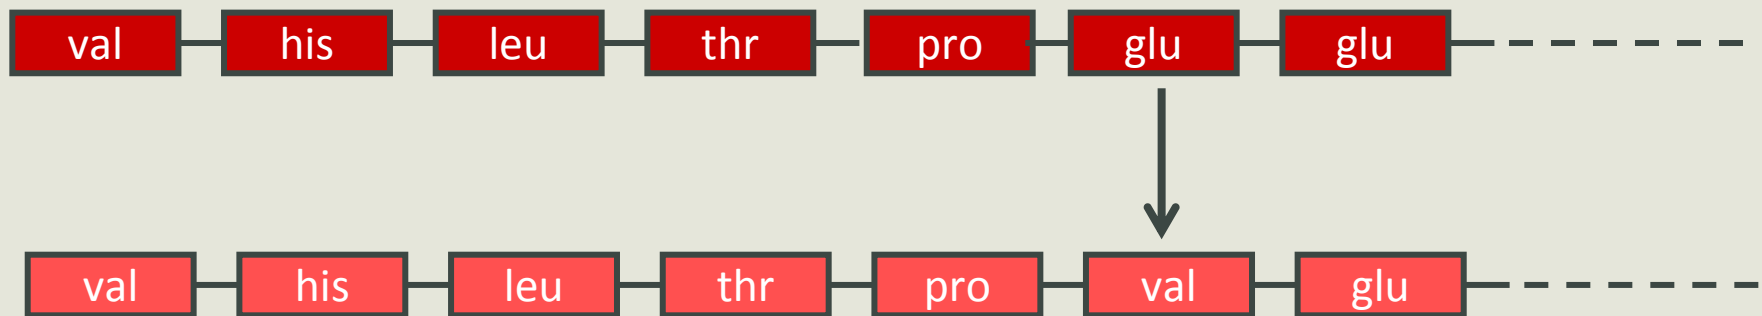 val his leu thr pro glu glu
val his leu thr pro val glu